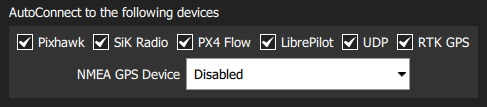 AutoConnect to the following devices
Pixhawk SiK Radio PX4 Flow LibrePilot UDP RTK GPS
NMEA GPS Device Disabled